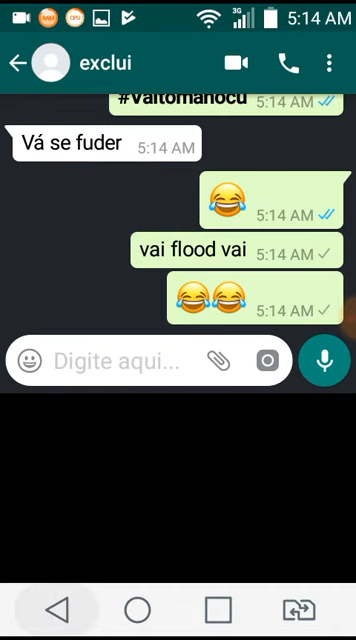 3G 5:14 AM
exclui
#Vaitomanocu 5:14 AM
Vá se fuder 5:14 AM
5:14 AM
vai flood vai 5:14 AM
5:14 AM
Digite aqui...